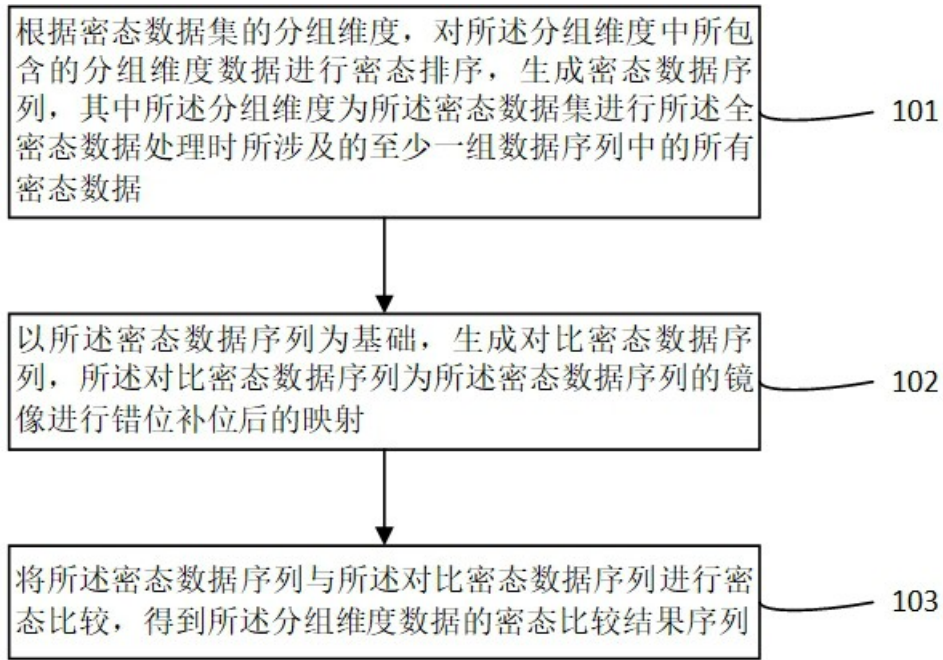 根据密态数据集的分组维度，对所述分组维度中所包
含的分组维度数据进行密态排序，生成密态数据序
列，其中所述分组维度为所述密态数据集进行所述全
密态数据处理时所涉及的至少一组数据序列中的所有
密态数据
101
以所述密态数据序列为基础，生成对比密态数据序
列，所述对比密态数据序列为所述密态数据序列的镜
像进行错位补位后的映射
102
将所述密态数据序列与所述对比密态数据序列进行密
态比较，得到所述分组维度数据的密态比较结果序列
103